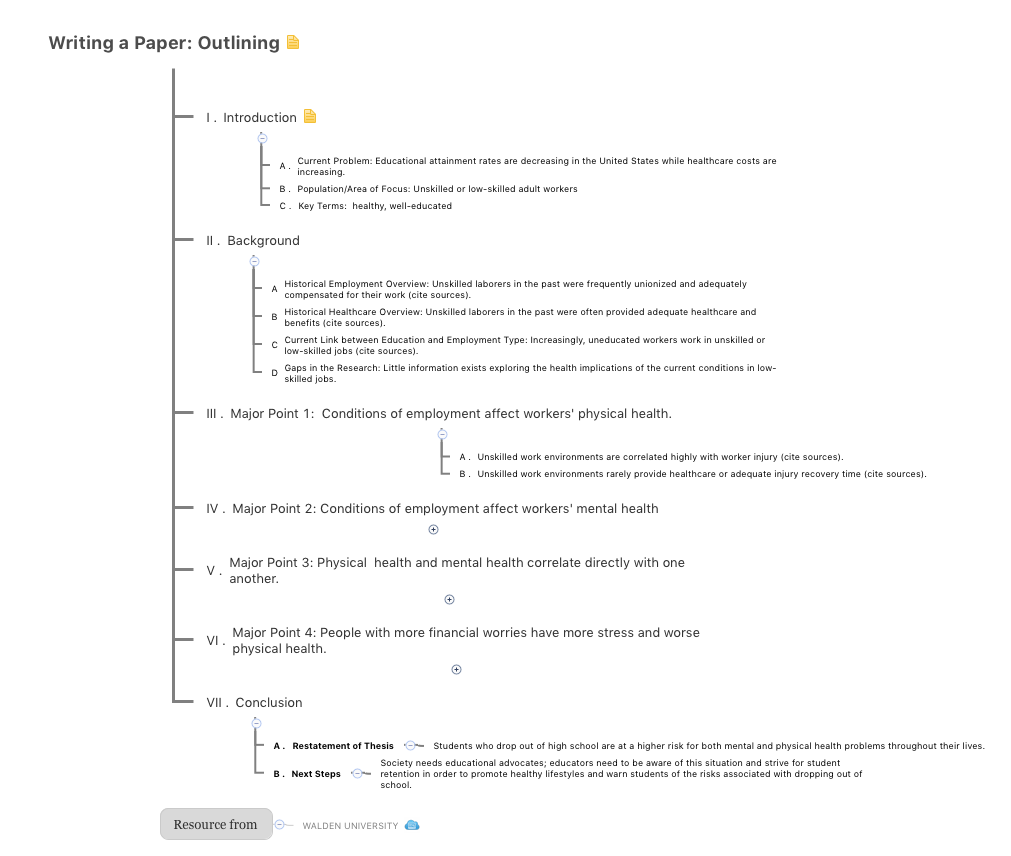 Writing a Paper: Outlining
I . Introduction
A . Current Problem: Educational attainment rates are decreasing in the United States while healthcare costs are
increasing.
B . Population/Area of Focus: Unskilled or low-skilled adult workers
C . Key Terms:  healthy, well-educated
II . Background
A Historical Employment Overview: Unskilled laborers in the past were frequently unionized and adequately
compensated for their work (cite sources).
B Historical Healthcare Overview: Unskilled laborers in the past were often provided adequate healthcare and
benefits (cite sources).
C Current Link between Education and Employment Type: Increasingly, uneducated workers work in unskilled or
low-skilled jobs (cite sources).
D Gaps in the Research: Little information exists exploring the health implications of the current conditions in low-
skilled jobs.
III . Major Point 1:  Conditions of employment affect workers' physical health.
A . Unskilled work environments are correlated highly with worker injury (cite sources).
B . Unskilled work environments rarely provide healthcare or adequate injury recovery time (cite sources).
IV . Major Point 2: Conditions of employment affect workers' mental health
V . Major Point 3: Physical  health and mental health correlate directly with one
another.
VI . Major Point 4: People with more financial worries have more stress and worse
physical health.
VII . Conclusion
A . Restatement of Thesis Students who drop out of high school are at a higher risk for both mental and physical health problems throughout their lives.
B . Next Steps Society needs educational advocates; educators need to be aware of this situation and strive for student
retention in order to promote healthy lifestyles and warn students of the risks associated with dropping out of
school.
Resource from WALDEN UNIVERSITY